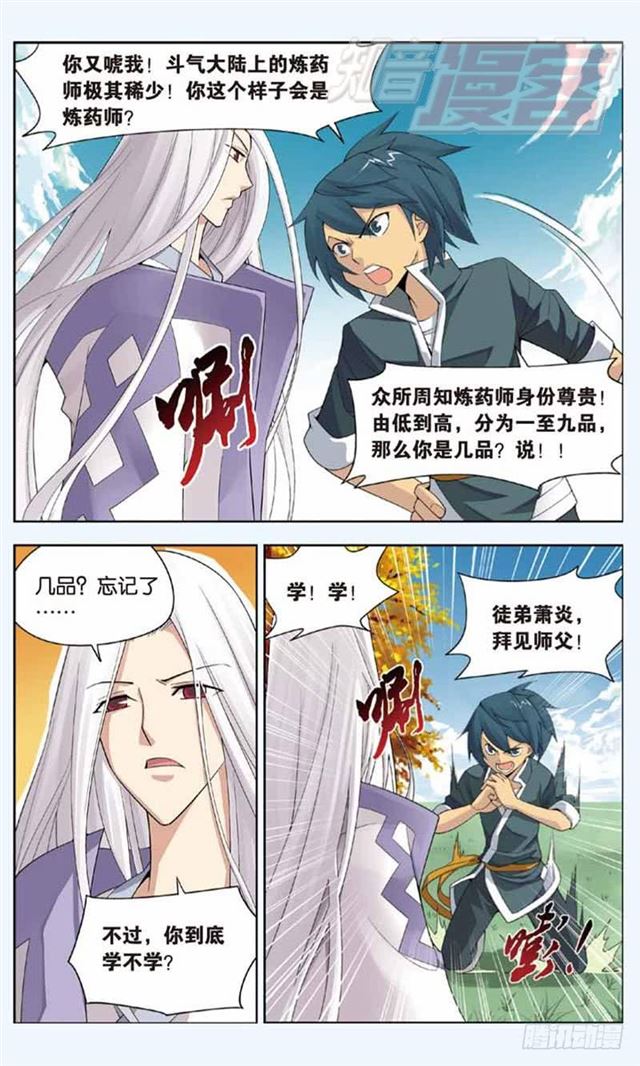 你又唬我！斗气大陆上的炼药
师极其稀少！你这个样子会是
炼药师？
知音漫客
唰
众所周知炼药师身份尊贵！
由低到高，分为一至九品，
那么你是几品？说！！
几品？忘记了
……
不过，你到底
学不学？
学！学！
唰
徒弟萧炎，
拜见师父！
嘭！
腾讯动漫